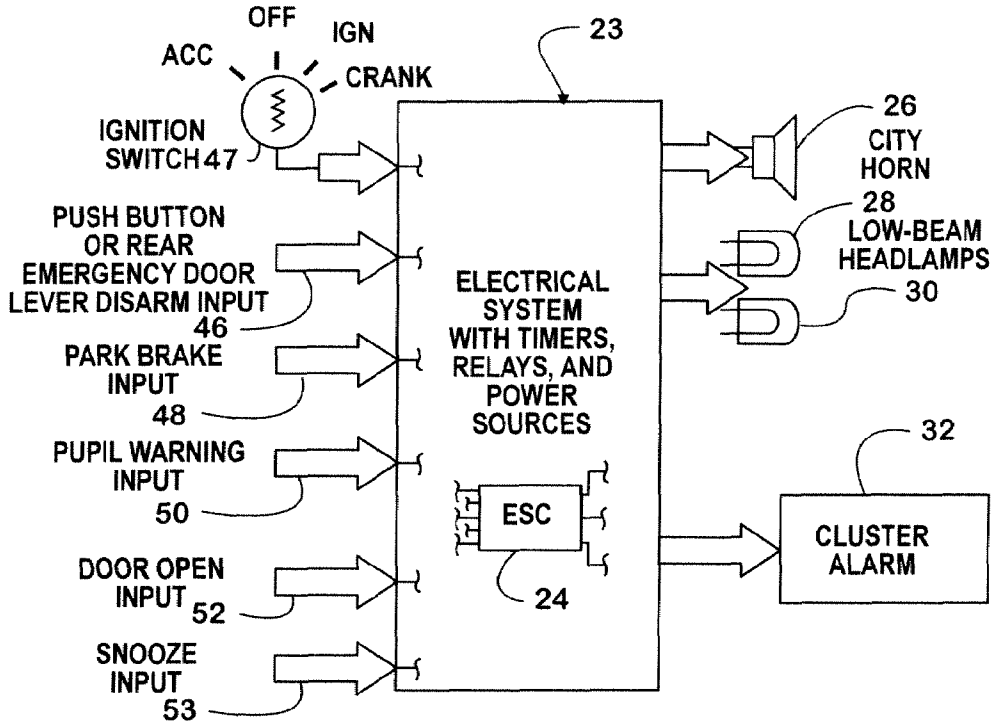 OFF
IGN
ACC
CRANK
23
IGNITION
SWITCH 47
26
CITY
HORN
PUSH BUTTON
OR REAR
EMERGENCY DOOR
LEVER DISARM INPUT
46
28
LOW-BEAM
HEADLAMPS
30
ELECTRICAL
SYSTEM
WITH TIMERS,
RELAYS, AND
POWER
SOURCES
PARK BRAKE
INPUT
48
PUPIL WARNING
INPUT
50
ESC
24
32
CLUSTER
ALARM
DOOR OPEN
INPUT
52
SNOOZE
INPUT
53